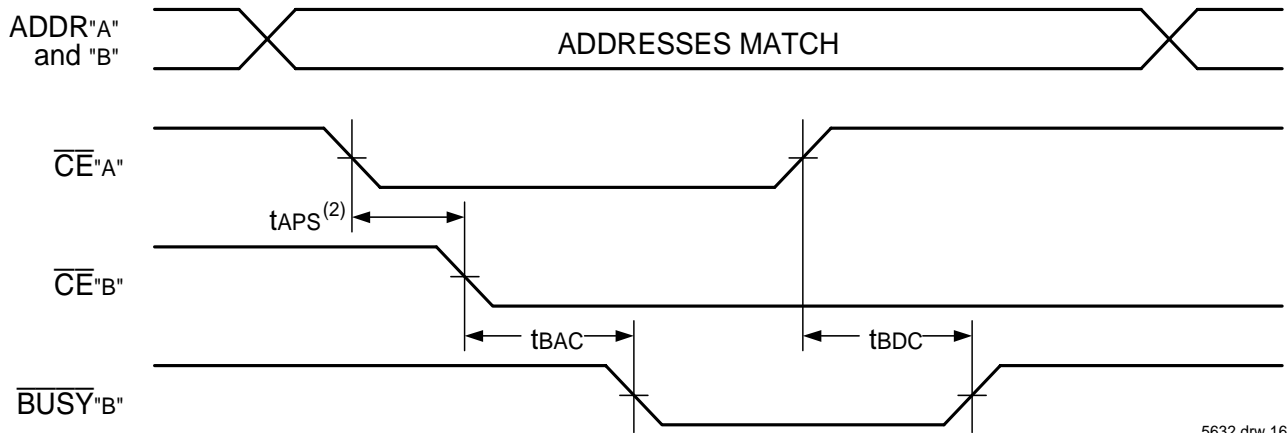 ADDR"A"
and "B"
ADDRESSES MATCH
CE"A"
tAPS(2)
CE"B"
tBAC
tBDC
BUSY"B"
5632 drw 16